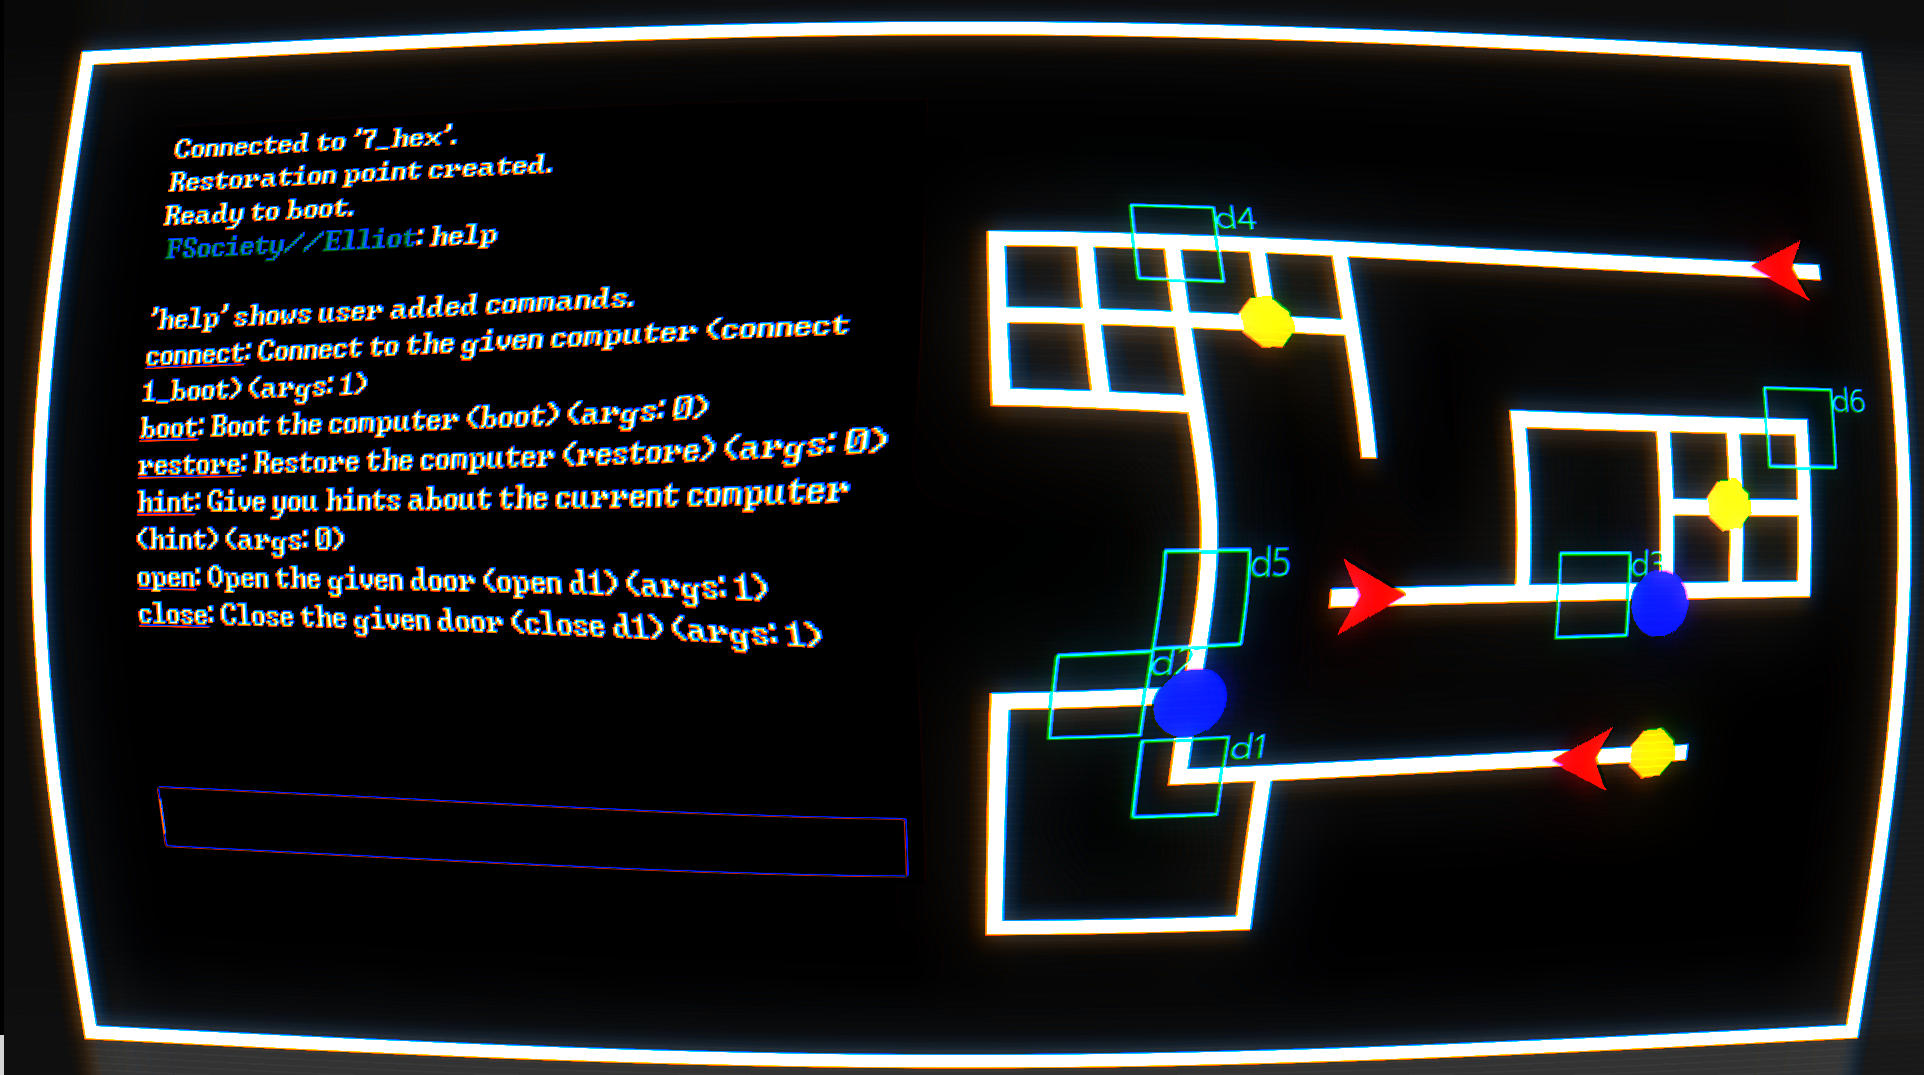 Connected to '7_hex'.
Restoration point created.
Ready to boot.
FSociety//Elliot: help
'help' shows user added commands.
connect: Connect to the given computer (connect
1_boot) (args: 1)
boot: Boot the computer (boot) (args: 0)
restore: Restore the computer (restore) (args: 0)
hint: Give you hints about the current computer
(hint) (args: 0)
open: Open the given door (open d1) (args: 1)
close: Close the given door (close d1) (args: 1)
d4
d6
d5
d3
d2
d1